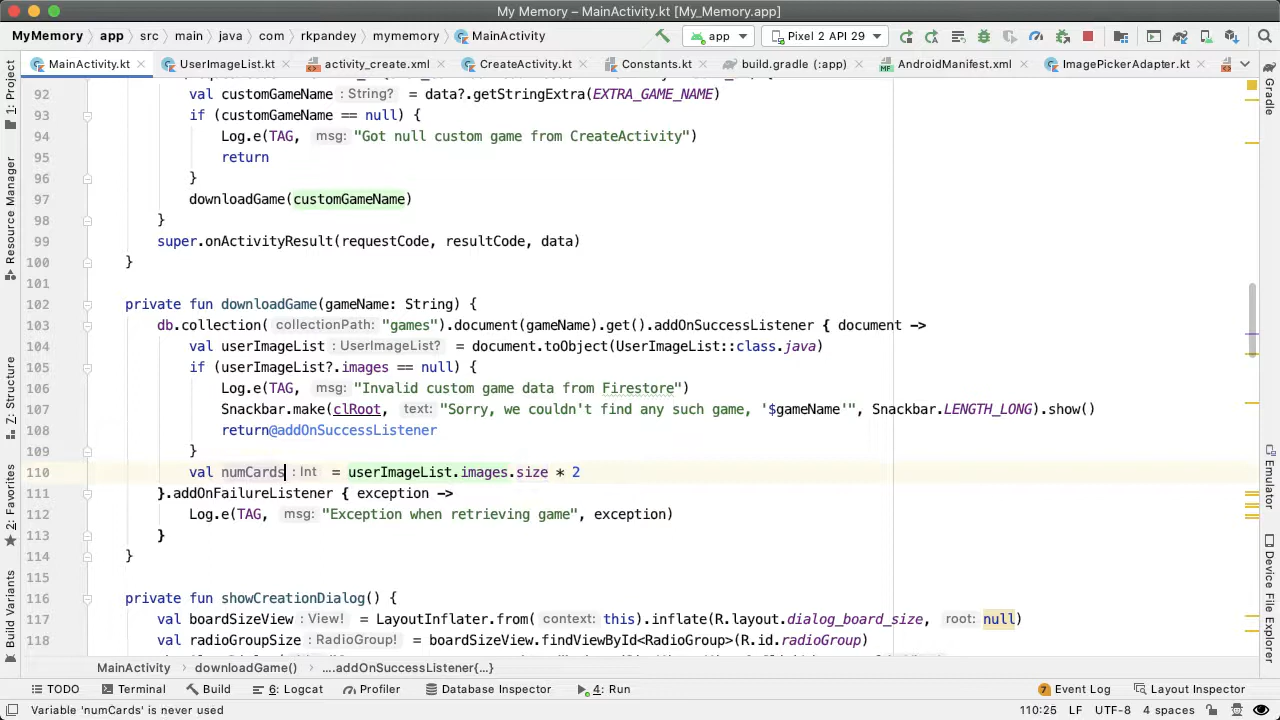 My Memory – MainActivity.kt [My_Memory.app]
MyMemory app src main java com rkpandey mymemory MainActivity app Pixel 2 API 29
MainActivity.kt UserImageList.kt activity_create.xml CreateActivity.kt Constants.kt build.gradle (:app) AndroidManifest.xml ImagePickerAdapter.kt
92 val customGameName : String? = data?.getStringExtra(EXTRA_GAME_NAME)
93 if (customGameName == null) {
94 Log.e(TAG, msg: "Got null custom game from CreateActivity")
95 return
96 }
97 downloadGame(customGameName)
98 }
99 super.onActivityResult(requestCode, resultCode, data)
100 }
101
102 private fun downloadGame(gameName: String) {
103 db.collection( collectionPath: "games").document(gameName).get().addOnSuccessListener { document ->
104 val userImageList : UserImageList? = document.toObject(UserImageList::class.java)
105 if (userImageList?.images == null) {
106 Log.e(TAG, msg: "Invalid custom game data from Firestore")
107 Snackbar.make(clRoot, text: "Sorry, we couldn't find any such game, '$gameName'", Snackbar.LENGTH_LONG).show()
108 return@addOnSuccessListener
109 }
110 val numCards : Int = userImageList.images.size * 2
111 }.addOnFailureListener { exception ->
112 Log.e(TAG, msg: "Exception when retrieving game", exception)
113 }
114 }
115
116 private fun showCreationDialog() {
117 val boardSizeView : View! = LayoutInflater.from( context: this).inflate(R.layout.dialog_board_size, root: null)
118 val radioGroupSize : RadioGroup! = boardSizeView.findViewById<RadioGroup>(R.id.radioGroup)
1: Project
Resource Manager
Z: Structure
2: Favorites
Build Variants
Gradle
Emulator
Device File Explorer
MainActivity downloadGame() ....addOnSuccessListener{...}
TODO Terminal Build 6: Logcat Profiler Database Inspector 4: Run 7 Event Log Layout Inspector
Variable 'numCards' is never used 110:25 LF UTF-8 4 spaces